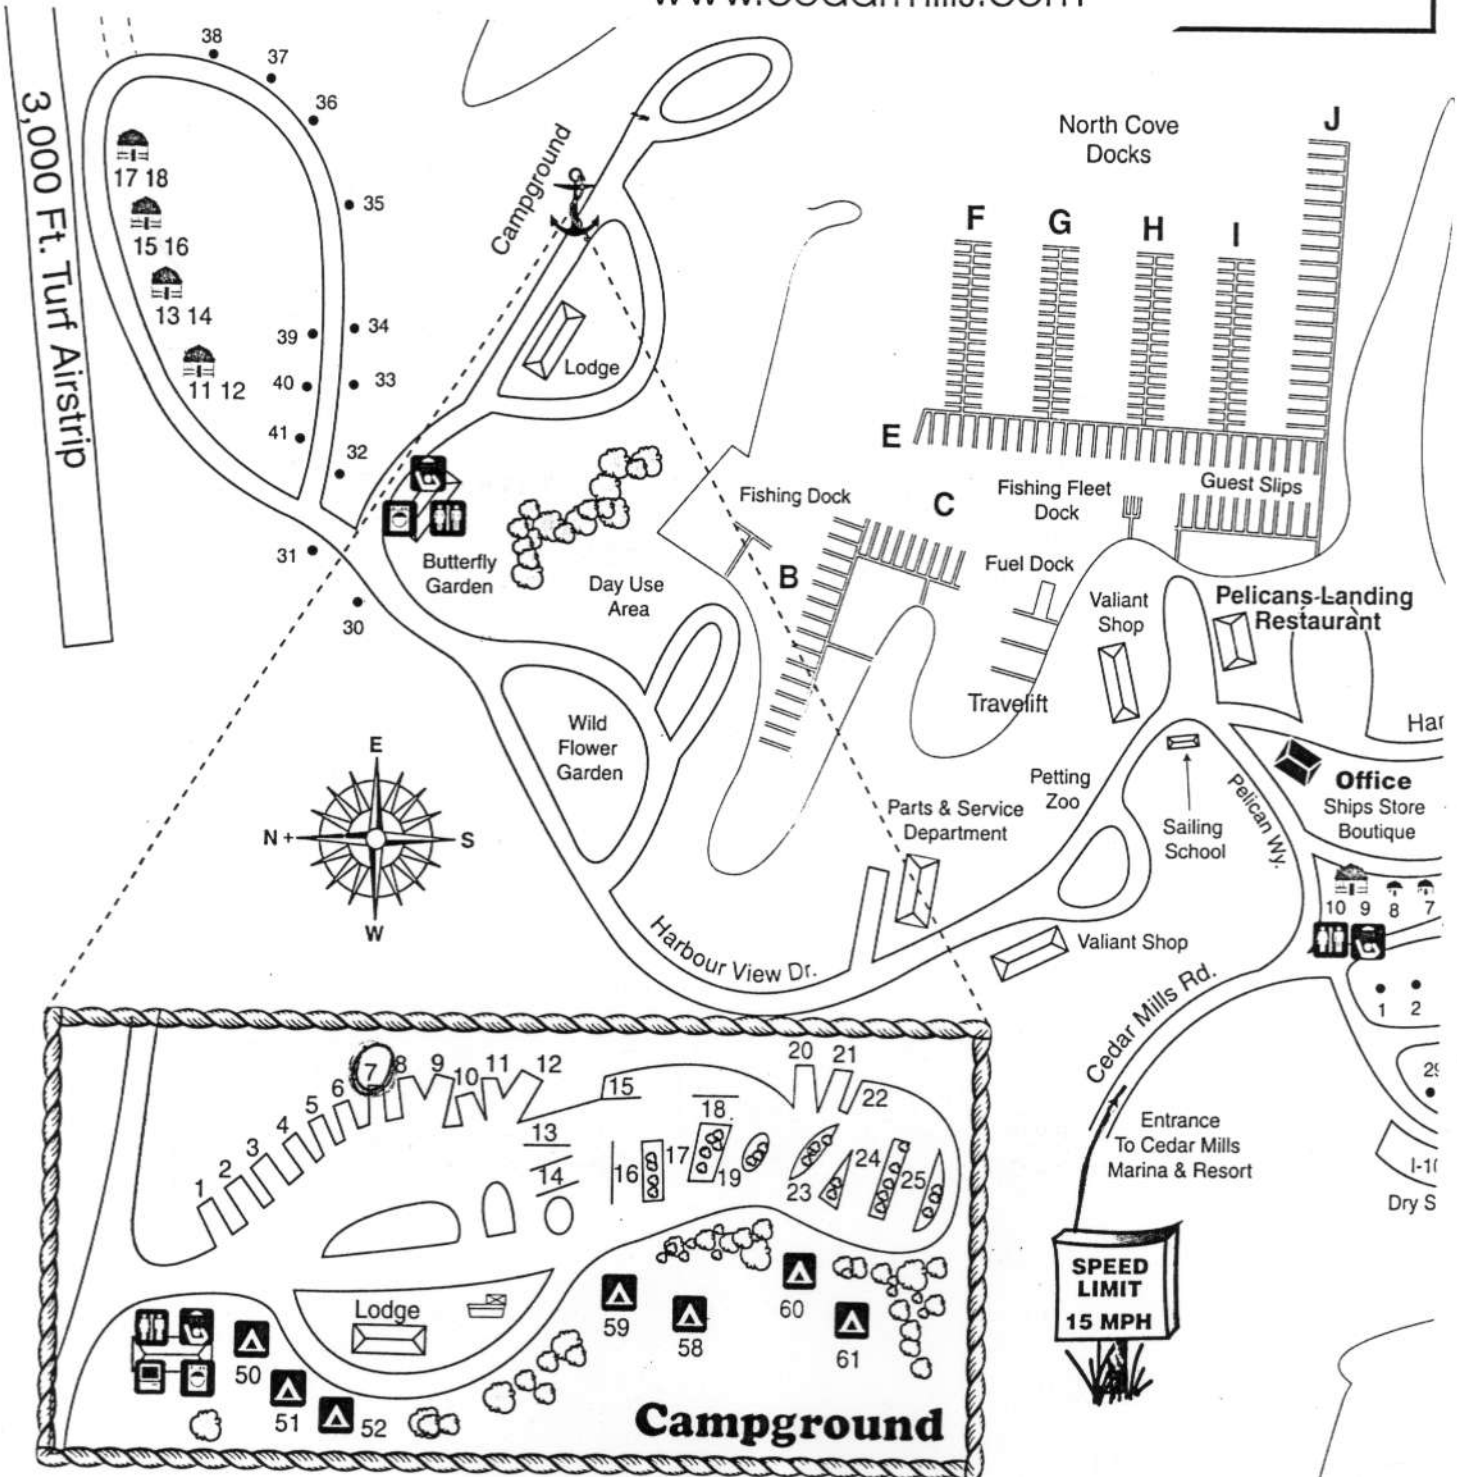 38
37
36
35
34
33
32
39
40
41
31
30
17 18
15 16
13 14
11 12
3,000 Ft. Turf Airstrip
Campground
Lodge
North Cove
Docks
J
F
G
H
I
E
Guest Slips
Fishing Dock
C
Fishing Fleet
Dock
B
Fuel Dock
Butterfly
Garden
Day Use
Area
Valiant
Shop
Pelicans Landing
Restaurant
Travelift
Wild
Flower
Garden
E
N
S
W
Petting
Zoo
Parts & Service
Department
Sailing
School
Pelican Wy.
Office
Ships Store
Boutique
10 9 8 7
Harbour View Dr.
Valiant Shop
Cedar Mills Rd.
1 2
Entrance
To Cedar Mills
Marina & Resort
SPEED
LIMIT
15 MPH
1
2
3
4
5
6
7
8
9
10
11
12
13
14
15
16
17
18
19
20
21
22
23
24
25
Lodge
50
51
52
59
58
60
61
Campground